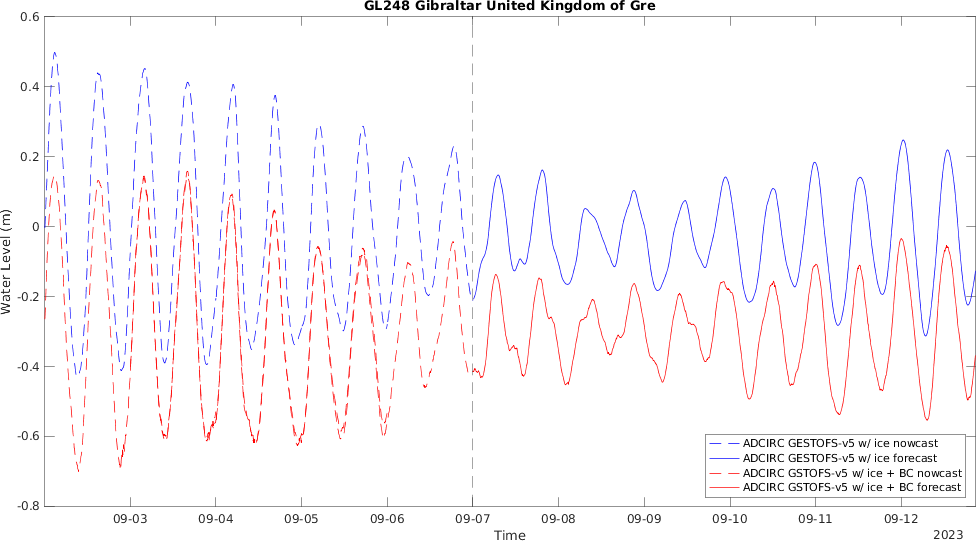 GL248 Gibraltar United Kingdom of Gre
0.6
0.4
0.2
0
-0.2
-0.4
-0.6
-0.8
Water Level (m)
09-03 09-04 09-05 09-06 09-07 09-08 09-09 09-10 09-11 09-12
Time
2023
ADCIRC GESTOFS-v5 w/ ice nowcast
ADCIRC GESTOFS-v5 w/ ice forecast
ADCIRC GSTOFS-v5 w/ ice + BC nowcast
ADCIRC GSTOFS-v5 w/ ice + BC forecast